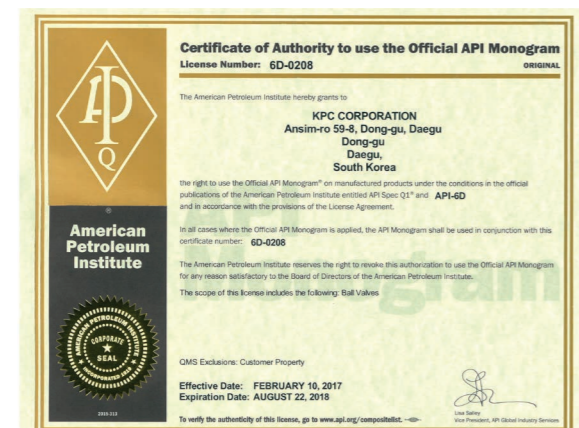 Certificate of Authority to use the Official API Monogram
License Number: 6D-0208
ORIGINAL
The American Petroleum Institute hereby grants to
KPC CORPORATION
Ansim-ro 59-8, Dong-gu, Daegu
Dong-gu
Daegu,
South Korea
the right to use the Official API Monogram® on manufactured products under the conditions in the official
publications of the American Petroleum Institute entitled API Spec Q1® and API-6D
and in accordance with the provisions of the License Agreement.
In all cases where the Official API Monogram is applied, the API Monogram shall be used in conjunction with this
certificate number: 6D-0208
The American Petroleum Institute reserves the right to revoke this authorization to use the Official API Monogram
for any reason satisfactory to the Board of Directors of the American Petroleum Institute.
The scope of this license includes the following: Ball Valves
QMS Exclusions: Customer Property
Effective Date: FEBRUARY 10, 2017
Expiration Date: AUGUST 22, 2018
To verify the authenticity of this license, go to www.api.org/compositelist.
Vice President, API Global Industry Services
API
Q
American
Petroleum
Institute
AMERICAN PETROLEUM INSTITUTE
CORPORATE
SEAL
INCORPORATED 1919
gram